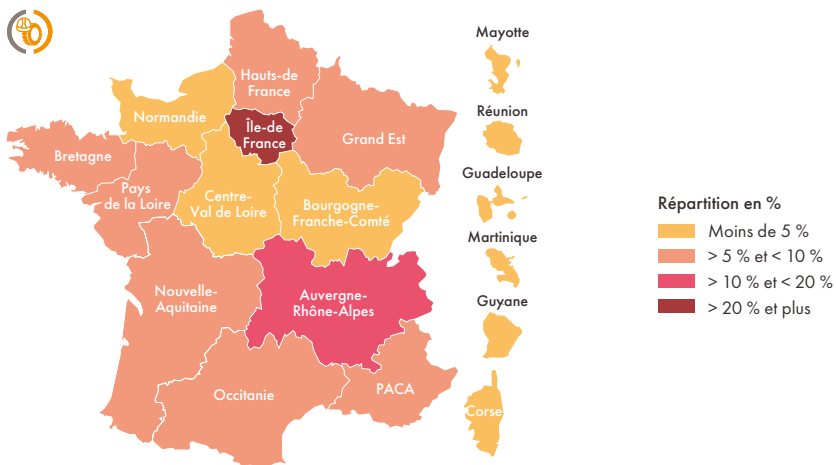 Mayotte
Hauts-de
France
Normandie
Île-de
France
Réunion
Grand Est
Bretagne
Guadeloupe
Pays
de la Loire
Centre-
Val de Loire
Bourgogne-
Franche-Comté
Martinique
Nouvelle-
Aquitaine
Auvergne-
Rhône-Alpes
Guyane
Occitanie
PACA
Corse
Répartition en %
Moins de 5 %
> 5 % et < 10 %
> 10 % et < 20 %
> 20 % et plus